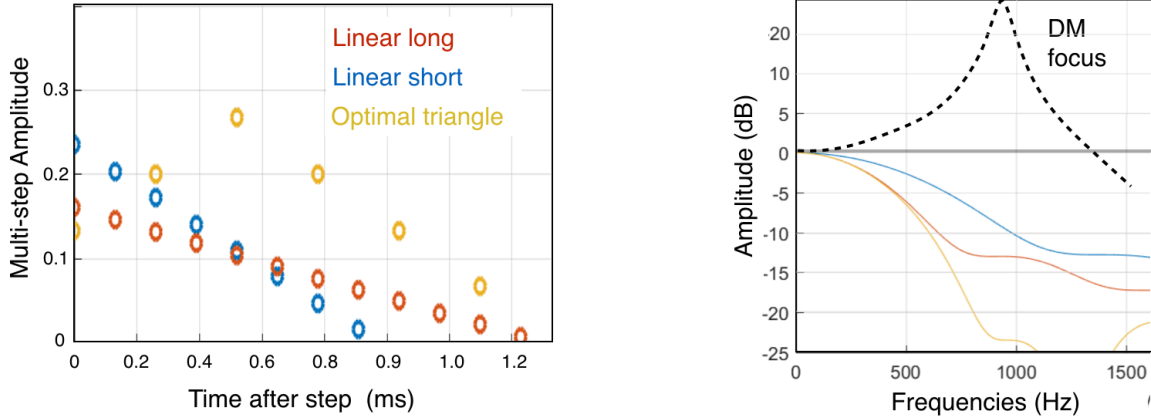 Linear long
Linear short
Optimal triangle
Multi-step Amplitude
0.3
0.2
0.1
0
0 0.2 0.4 0.6 0.8 0.9 1.0 1.2
Time after step (ms)
DM
focus
Amplitude (dB)
20
10
5
0
-5
-10
-15
-20
-25
0 500 1000 1500
Frequencies (Hz)